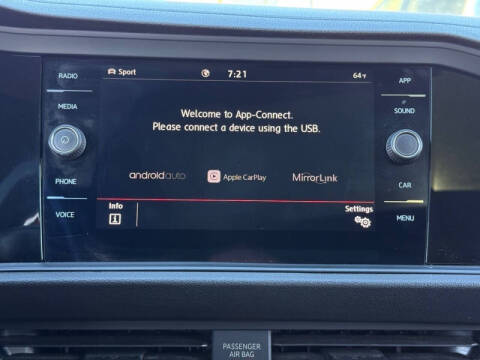 RADIO
MEDIA
PHONE
VOICE
Sport
7:21
64°F
Welcome to App-Connect.
Please connect a device using the USB.
androidauto
Apple CarPlay
MirrorLink
Info
Settings
APP
SOUND
CAR
MENU
PASSENGER
AIR BAG